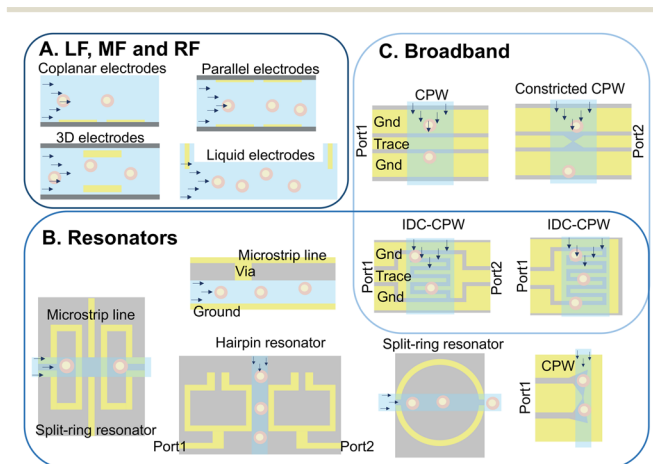 A. LF, MF and RF
Coplanar electrodes
Parallel electrodes
3D electrodes
Liquid electrodes
C. Broadband
CPW
Constricted CPW
Port1
Gnd
Trace
Gnd
Port2
IDC-CPW
IDC-CPW
Port1
Gnd
Trace
Gnd
Port2
Port1
B. Resonators
Microstrip line
Via
Ground
Microstrip line
Split-ring resonator
Hairpin resonator
Port1
Port2
Split-ring resonator
CPW
Port1